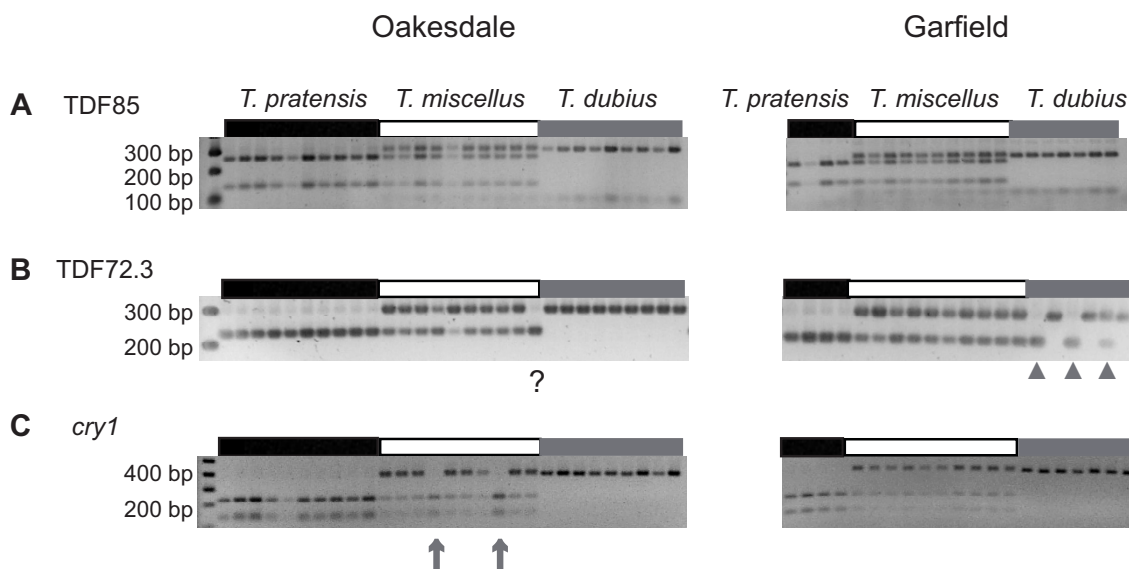 Oakesdale Garfield
A TDF85
T. pratensis T. miscellus T. dubius T. pratensis T. miscellus T. dubius
300 bp
200 bp
100 bp
B TDF72.3
300 bp
200 bp
?
C cry1
400 bp
200 bp